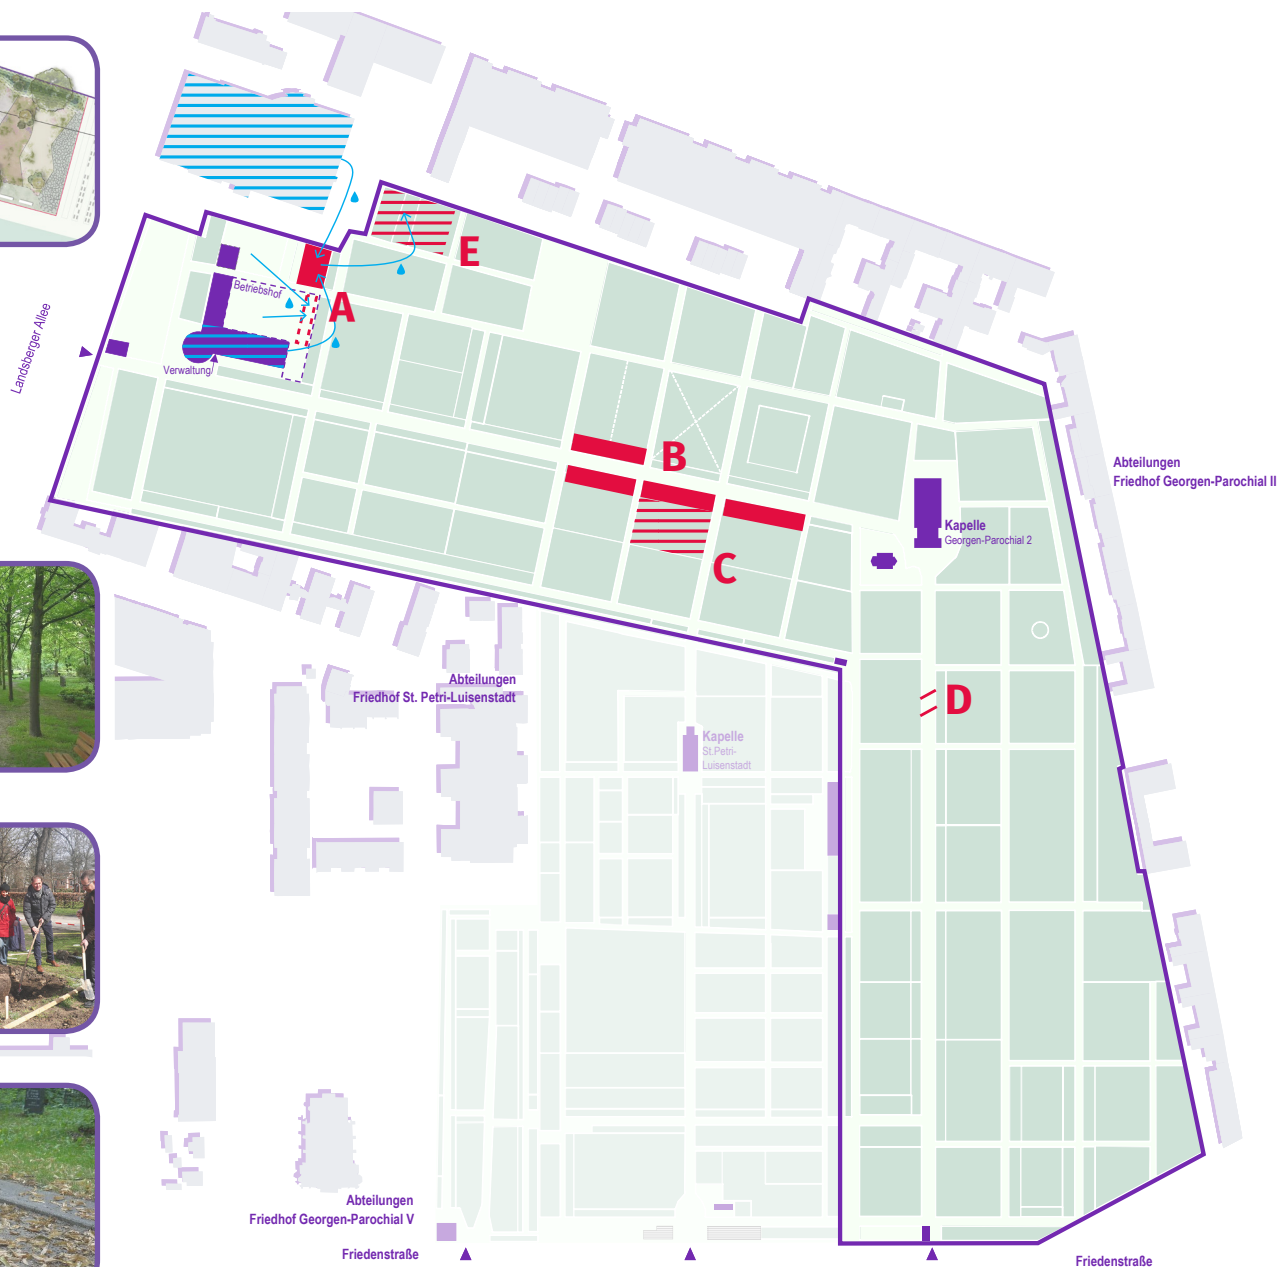 E
Betriebshof
A
Landsberger Allee
Verwaltung
B
Abteilungen
Friedhof Georgen-Parochial II
Kapelle
Georgen-Parochial 2
C
Abteilungen
Friedhof St. Petri-Luisenstadt
D
Kapelle
St.Petri-
Luisenstadt
Abteilungen
Friedhof Georgen-Parochial V
Friedenstraße
Friedenstraße